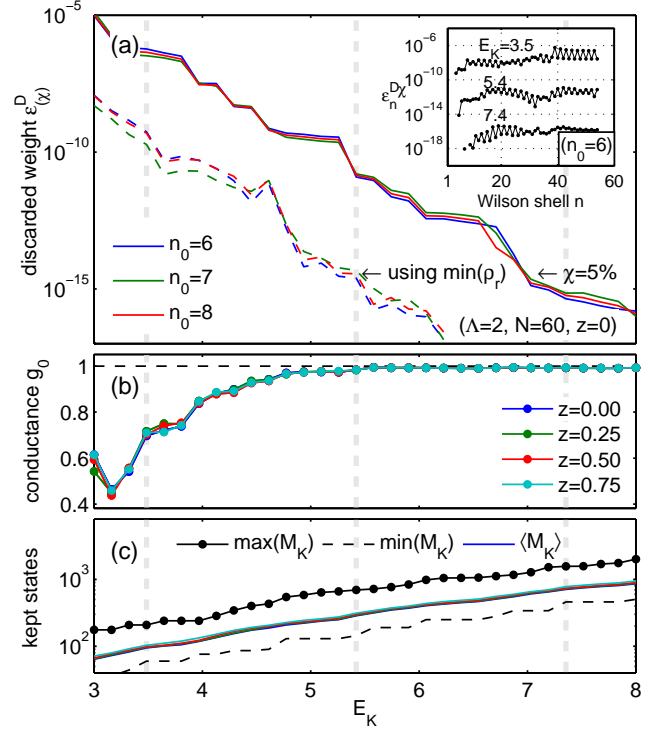 (a)
discarded weight ε^D_(χ)
10^−5
10^−10
10^−15
n_0=6
n_0=7
n_0=8
← using min(ρ_r)
← χ=5%
(Λ=2, N=60, z=0)
ε^D_n χ
10^−6
10^−10
10^−14
10^−18
E_K=3.5
5.4
7.4
(n_0=6)
1 20 40 60
Wilson shell n
(b)
conductance g_0
1
0.8
0.6
0.4
z=0.00
z=0.25
z=0.50
z=0.75
(c)
kept states
max(M_K) min(M_K) ⟨M_K⟩
10^3
10^2
3 4 5 6 7 8
E_K